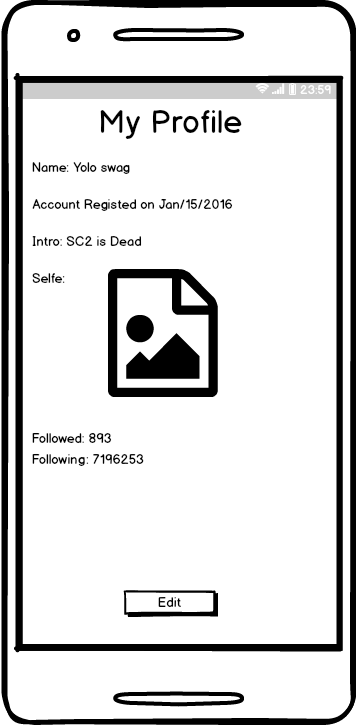 23:59
My Profile
Name: Yolo swag
Account Registed on Jan/15/2016
Intro: SC2 is Dead
Selfe:
Followed: 893
Following: 7196253
Edit